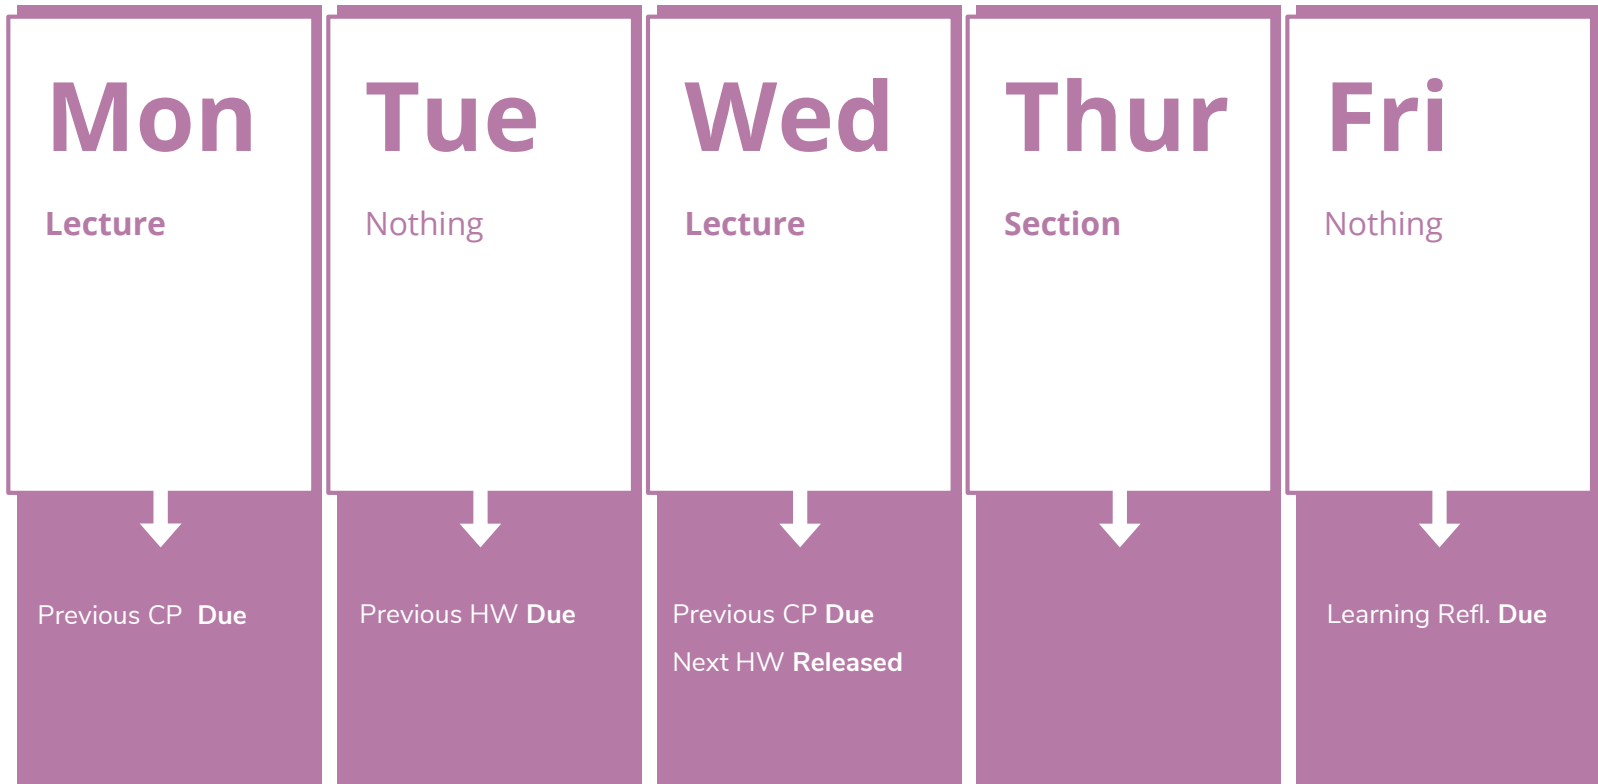 Mon
Lecture
Previous CP Due
Tue
Nothing
Previous HW Due
Wed
Lecture
Previous CP Due
Next HW Released
Thur
Section
Fri
Nothing
Learning Refl. Due